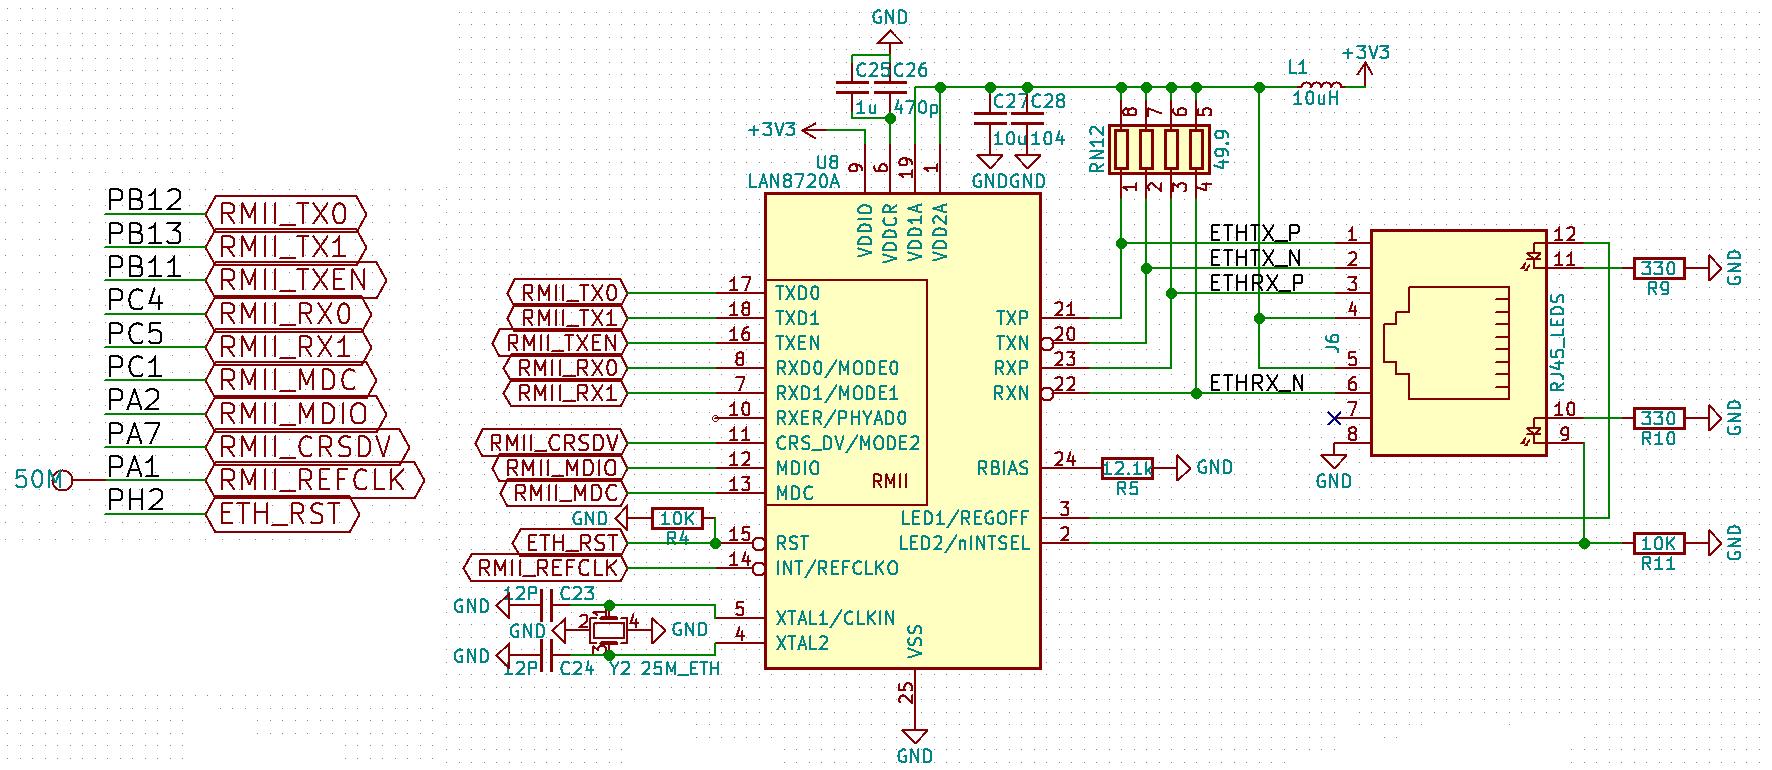 GND
C25 C26
1u 470p
+3V3
L1
10uH
+3V3
C27 C28
10u 104
GND GND
RN12
8 7 6 5
49.9
1 2 3 4
U8
LAN8720A
9 6 19 1
VDDIO VDDCR VDD1A VDD2A
PB12 RMII_TX0
PB13 RMII_TX1
PB11 RMII_TXEN
PC4 RMII_RX0
PC5 RMII_RX1
PC1 RMII_MDC
PA2 RMII_MDIO
PA7 RMII_CRSDV
50M PA1 RMII_REFCLK
PH2 ETH_RST
RMII_TX0 17 TXD0
RMII_TX1 18 TXD1
RMII_TXEN 16 TXEN
RMII_RX0 8 RXD0/MODE0
RMII_RX1 7 RXD1/MODE1
10 RXER/PHYAD0
RMII_CRSDV 11 CRS_DV/MODE2
RMII_MDIO 12 MDIO
RMII_MDC 13 MDC
RMII
GND 10K
R4
ETH_RST 15 RST
RMII_REFCLK 14 INT/REFCLKO
GND 12P C23
5 XTAL1/CLKIN
GND 2 1 4 3 GND
4 XTAL2
GND 12P C24 Y2 25M_ETH
VSS
25
GND
TXP 21
TXN 20
RXP 23
RXN 22
RBIAS 24 12.1k GND
R5
LED1/REGOFF 3
LED2/nINTSEL 2
ETHTX_P 1
ETHTX_N 2
ETHRX_P 3
4
5
ETHRX_N 6
7
8
GND
J6
RJ45_LEDS
12
11 330 GND
R9
10 330 GND
R10
9
10K GND
R11